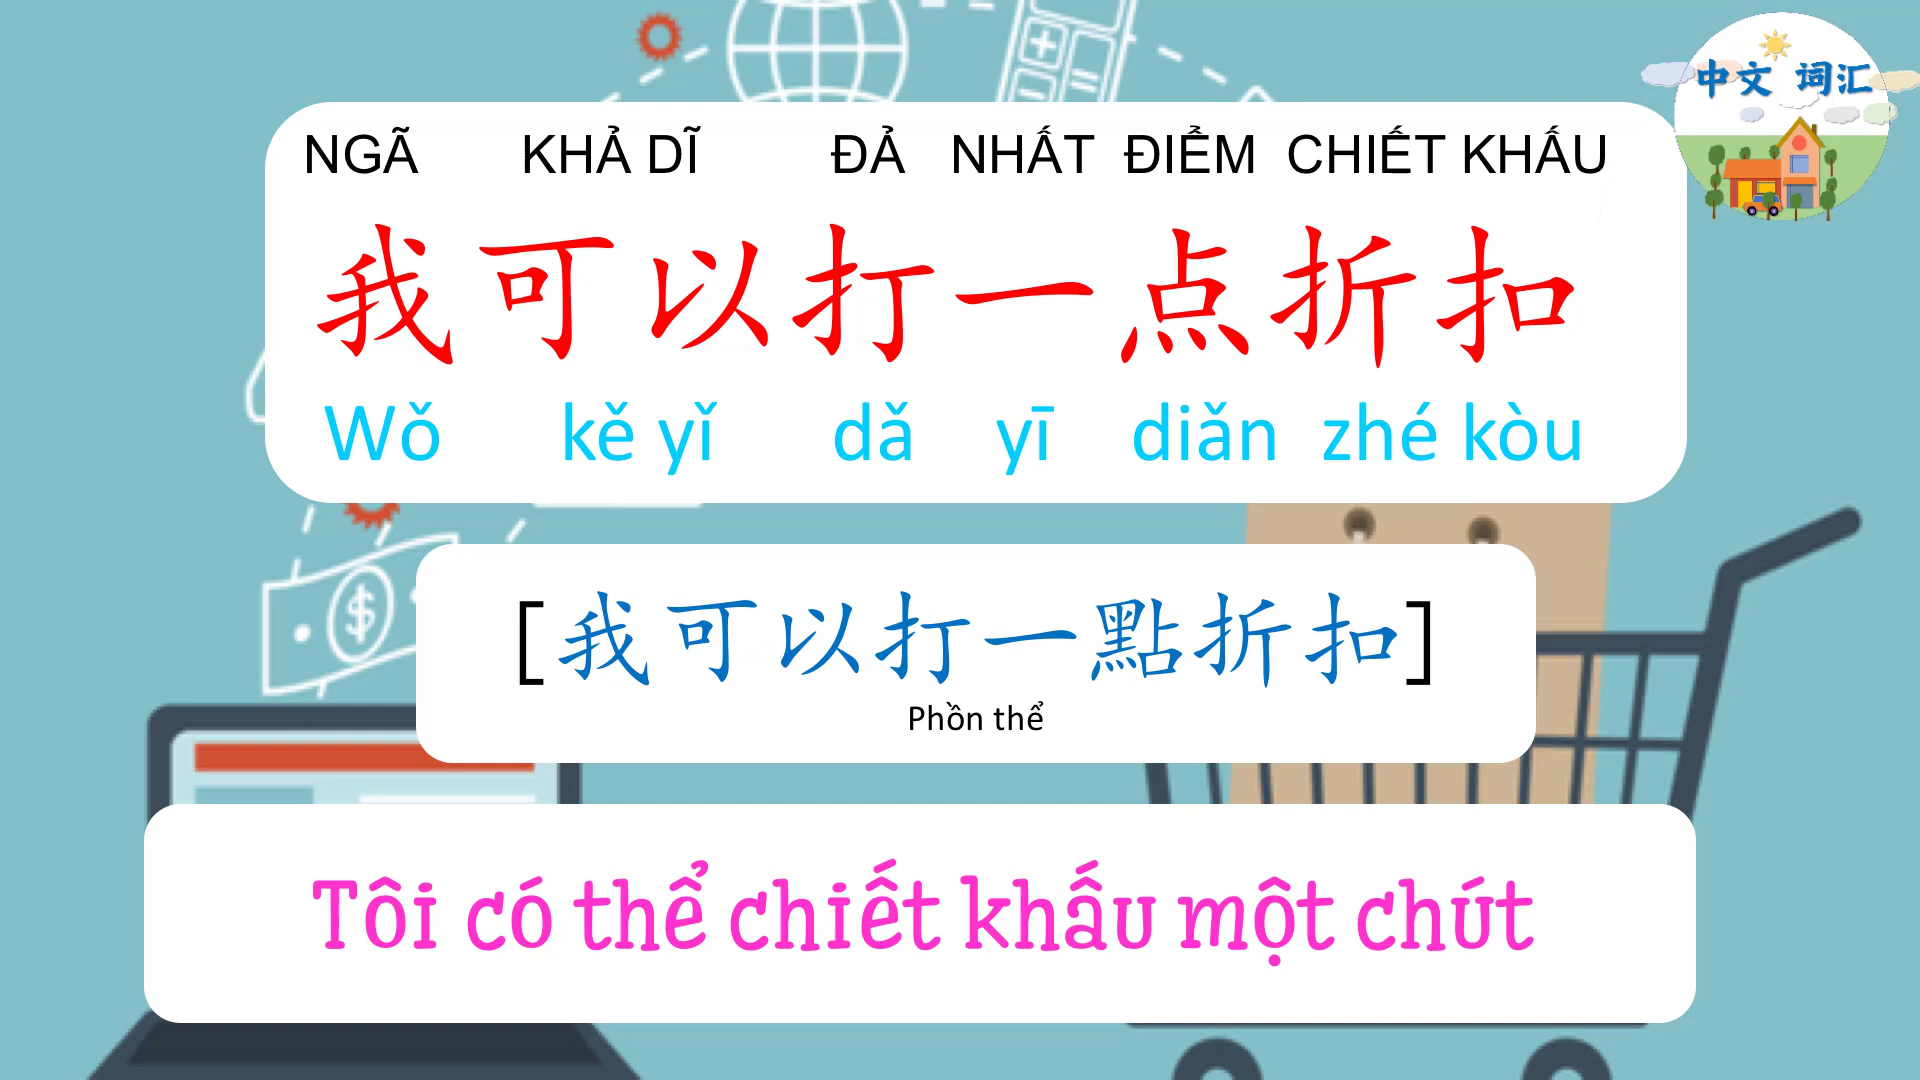 中文 词汇
NGÃ KHẢ DĨ ĐẢ NHẤT ĐIỂM CHIẾT KHẤU
我可以打一点折扣
Wǒ kě yǐ dǎ yī diǎn zhé kòu
[我可以打一點折扣]
Phồn thể
Tôi có thể chiết khấu một chút